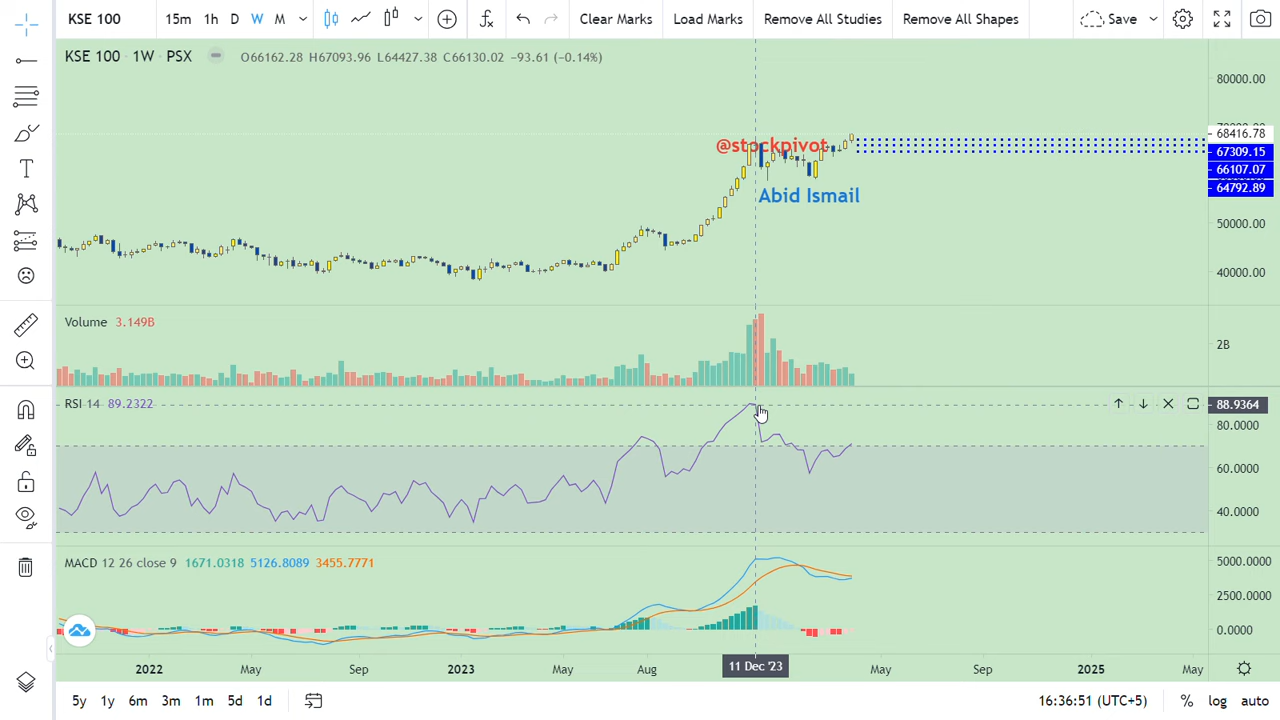 KSE 100 15m 1h D W M Clear Marks Load Marks Remove All Studies Remove All Shapes Save
KSE 100 · 1W · PSX O66162.28 H67093.96 L64427.38 C66130.02 −93.61 (−0.14%)
80000.00
68416.78
@stockpivot
67309.15
66107.07
64792.89
Abid Ismail
50000.00
40000.00
Volume 3.149B
2B
RSI 14 89.2322
88.9364
80.0000
60.0000
40.0000
MACD 12 26 close 9 1671.0318 5126.8089 3455.7771
5000.0000
2500.0000
0.0000
2022 May Sep 2023 May Aug 11 Dec '23 May Sep 2025 May
5y 1y 6m 3m 1m 5d 1d 16:36:51 (UTC+5) % log auto